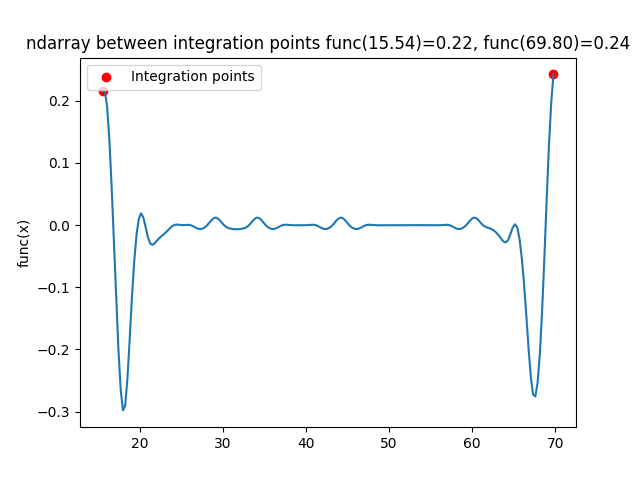 ndarray between integration points func(15.54)=0.22, func(69.80)=0.24
Integration points
func(x)
0.2
0.1
0.0
−0.1
−0.2
−0.3
20 30 40 50 60 70